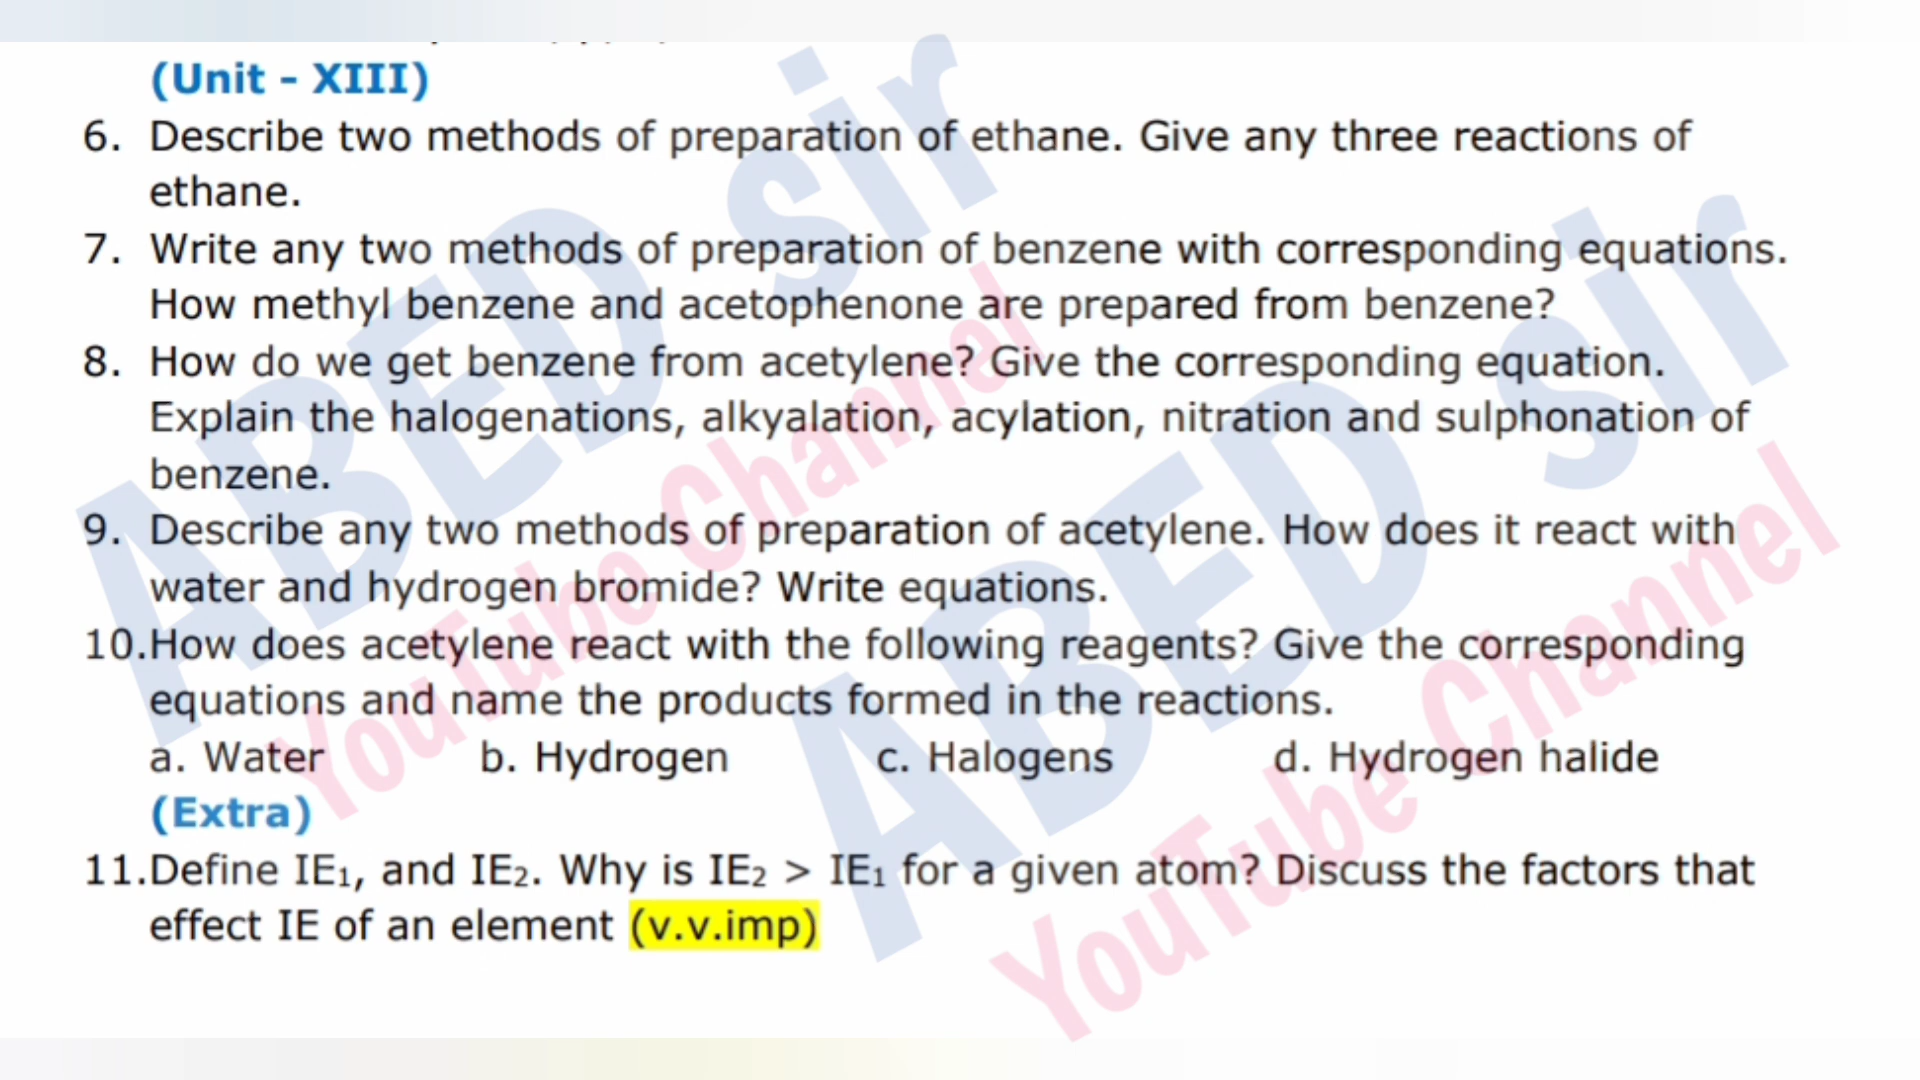 (Unit - XIII)
6. Describe two methods of preparation of ethane. Give any three reactions of
ethane.
7. Write any two methods of preparation of benzene with corresponding equations.
How methyl benzene and acetophenone are prepared from benzene?
8. How do we get benzene from acetylene? Give the corresponding equation.
Explain the halogenations, alkyalation, acylation, nitration and sulphonation of
benzene.
9. Describe any two methods of preparation of acetylene. How does it react with
water and hydrogen bromide? Write equations.
10.How does acetylene react with the following reagents? Give the corresponding
equations and name the products formed in the reactions.
a. Water b. Hydrogen c. Halogens d. Hydrogen halide
(Extra)
11.Define IE₁, and IE₂. Why is IE₂ > IE₁ for a given atom? Discuss the factors that
effect IE of an element (v.v.imp)
ABED sir
YouTube Channel
ABED sir
YouTube Channel